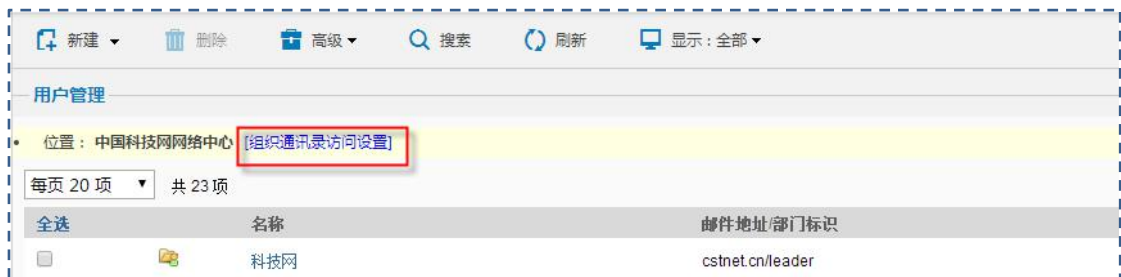 新建 删除 高级 搜索 刷新 显示：全部
用户管理
位置：中国科技网网络中心 [组织通讯录访问设置]
每页 20 项 共 23 项
全选 名称 邮件地址/部门标识
科技网 cstnet.cn/leader